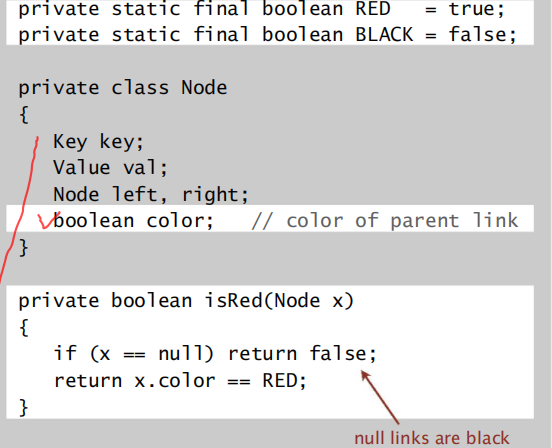 private static final boolean RED   = true;
private static final boolean BLACK = false;
private class Node
{
   Key key;
   Value val;
   Node left, right;
   boolean color;   // color of parent link
}
private boolean isRed(Node x)
{
   if (x == null) return false;
   return x.color == RED;
}
null links are black